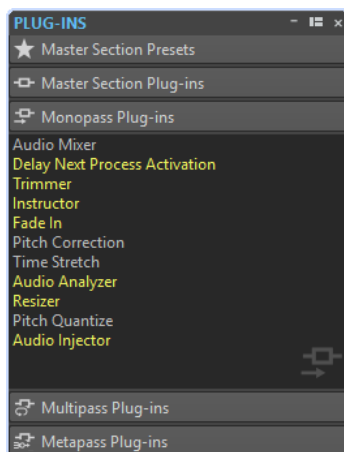 PLUG-INS
Master Section Presets
Master Section Plug-ins
Monopass Plug-ins
Audio Mixer
Delay Next Process Activation
Trimmer
Instructor
Fade In
Pitch Correction
Time Stretch
Audio Analyzer
Resizer
Pitch Quantize
Audio Injector
Multipass Plug-ins
Metapass Plug-ins